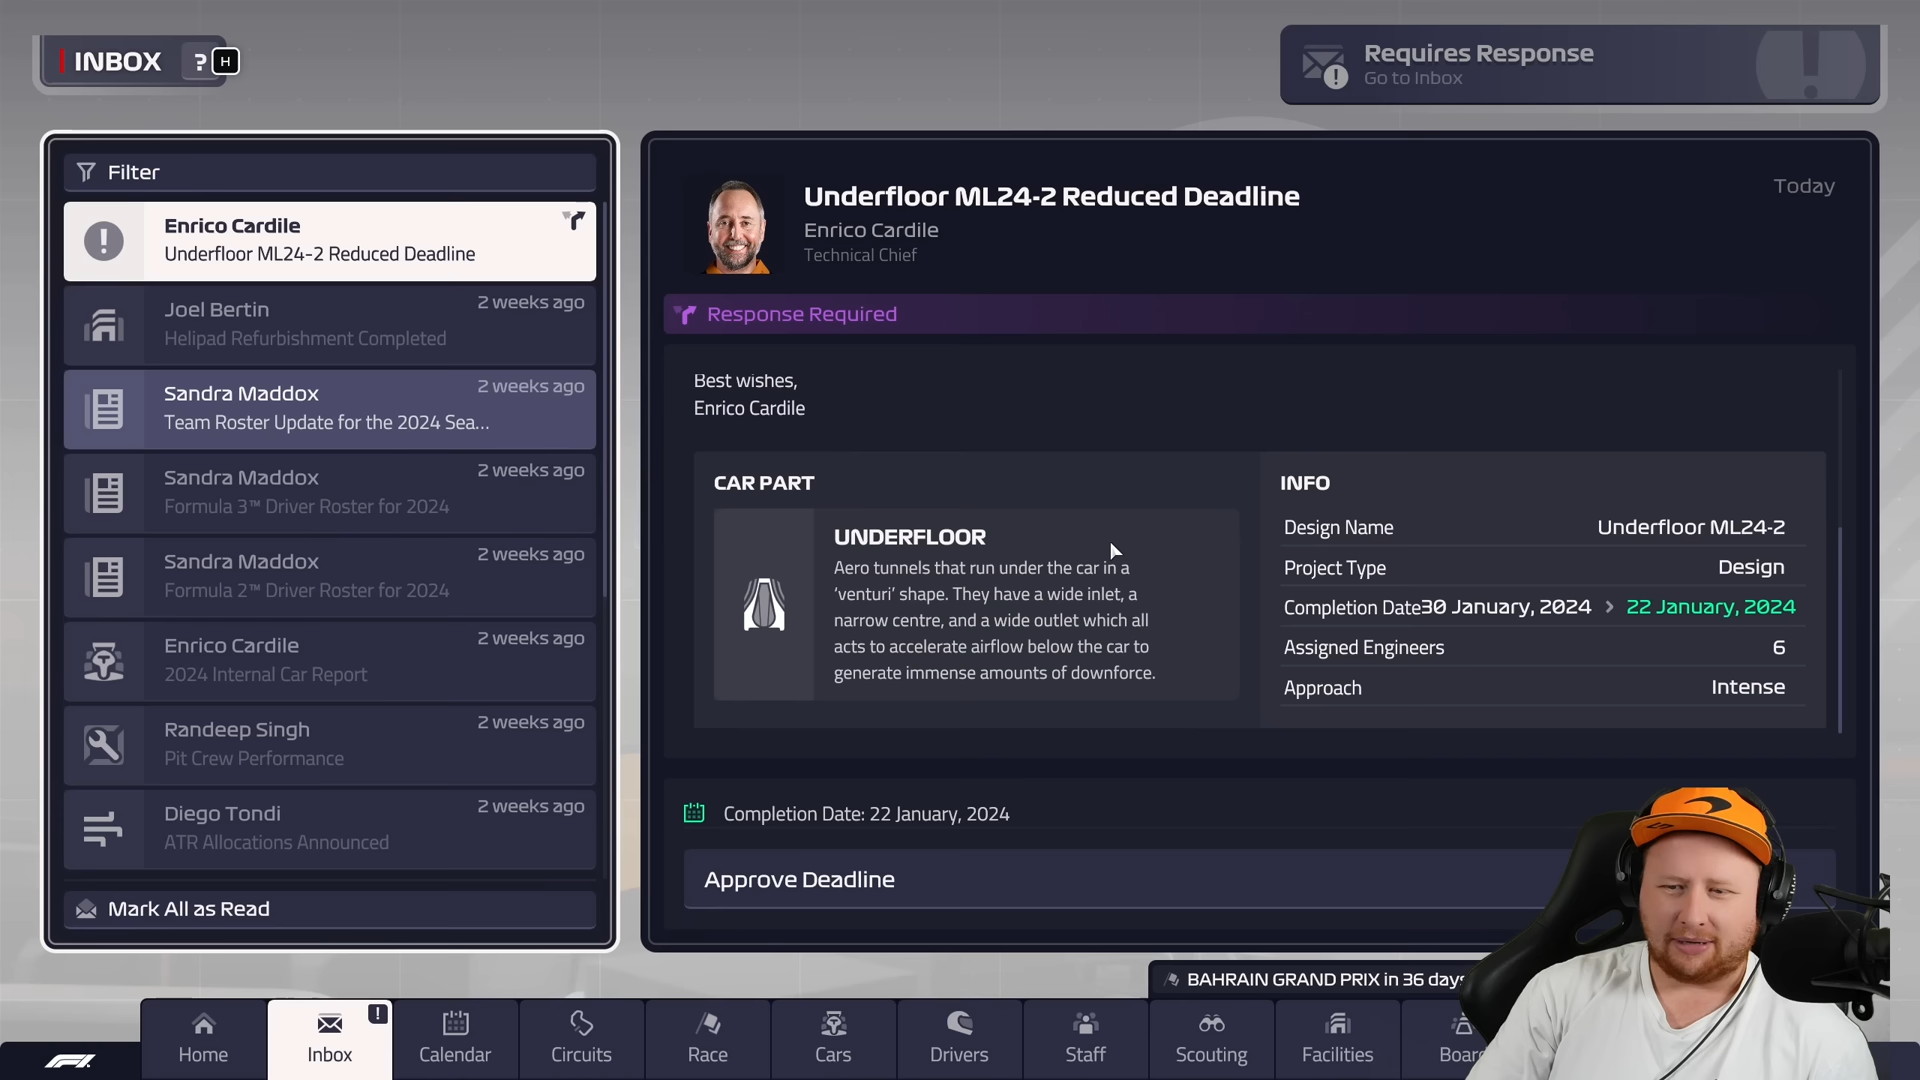 INBOX
? H
Requires Response
Go to Inbox
Filter
Enrico Cardile
Underfloor ML24-2 Reduced Deadline
Joel Bertin
2 weeks ago
Helipad Refurbishment Completed
Sandra Maddox
2 weeks ago
Team Roster Update for the 2024 Sea...
Sandra Maddox
2 weeks ago
Formula 3™ Driver Roster for 2024
Sandra Maddox
2 weeks ago
Formula 2™ Driver Roster for 2024
Enrico Cardile
2 weeks ago
2024 Internal Car Report
Randeep Singh
2 weeks ago
Pit Crew Performance
Diego Tondi
2 weeks ago
ATR Allocations Announced
Mark All as Read
Underfloor ML24-2 Reduced Deadline
Today
Enrico Cardile
Technical Chief
Response Required
Best wishes,
Enrico Cardile
CAR PART
UNDERFLOOR
Aero tunnels that run under the car in a
‘venturi’ shape. They have a wide inlet, a
narrow centre, and a wide outlet which all
acts to accelerate airflow below the car to
generate immense amounts of downforce.
INFO
Design Name Underfloor ML24-2
Project Type Design
Completion Date 30 January, 2024 > 22 January, 2024
Assigned Engineers 6
Approach Intense
Completion Date: 22 January, 2024
Approve Deadline
BAHRAIN GRAND PRIX in 36 days
F1
Home
Inbox
!
Calendar
Circuits
Race
Cars
Drivers
Staff
Scouting
Facilities